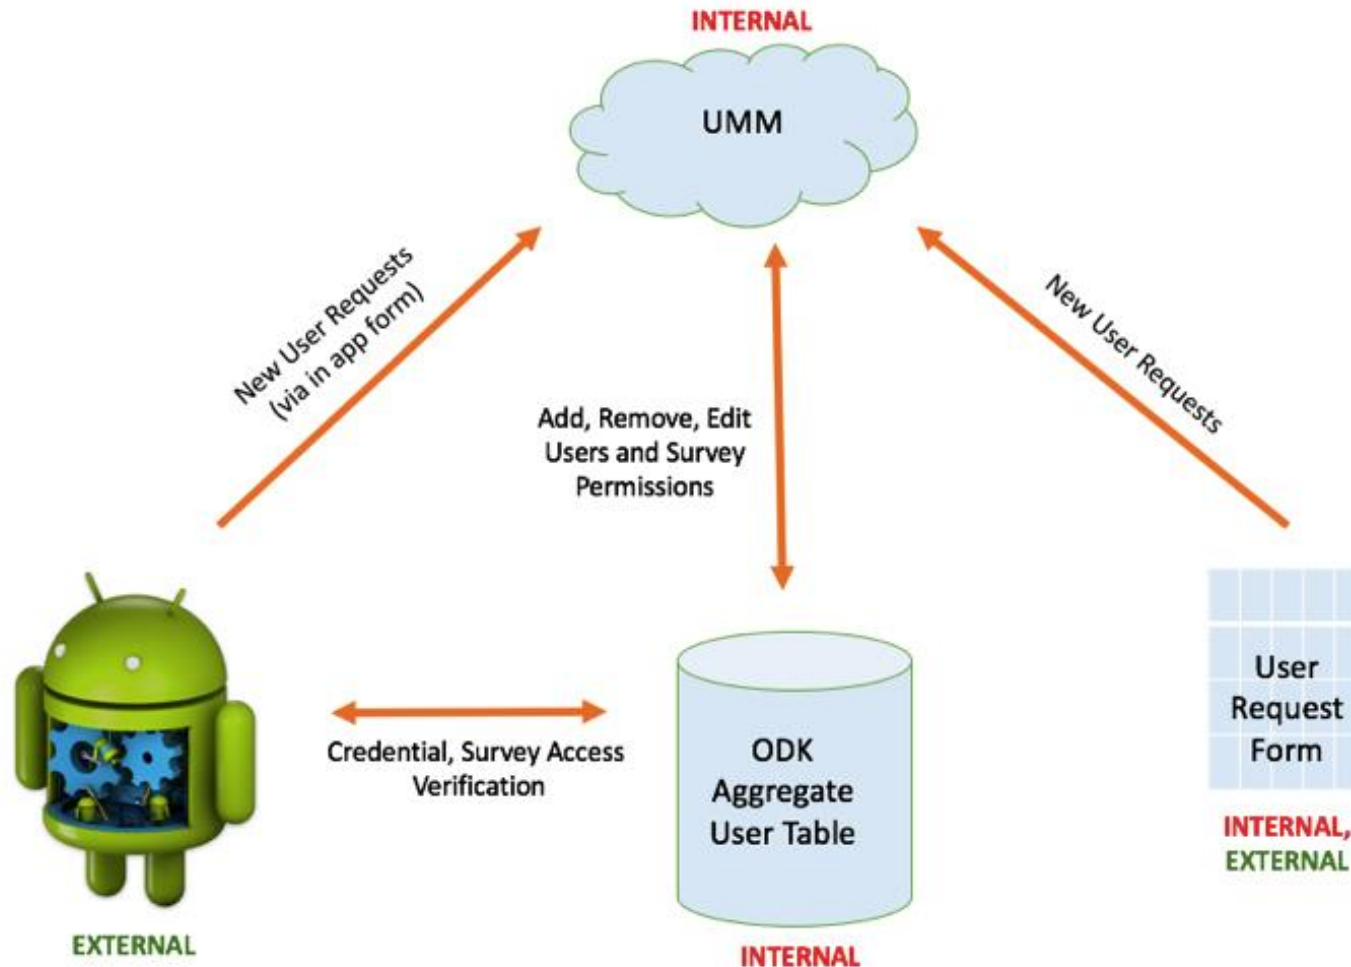 INTERNAL
UMM
New User Requests
(via in app form)
New User Requests
Add, Remove, Edit
Users and Survey
Permissions
Credential, Survey Access
Verification
ODK
Aggregate
User Table
User
Request
Form
INTERNAL,
EXTERNAL
EXTERNAL
INTERNAL